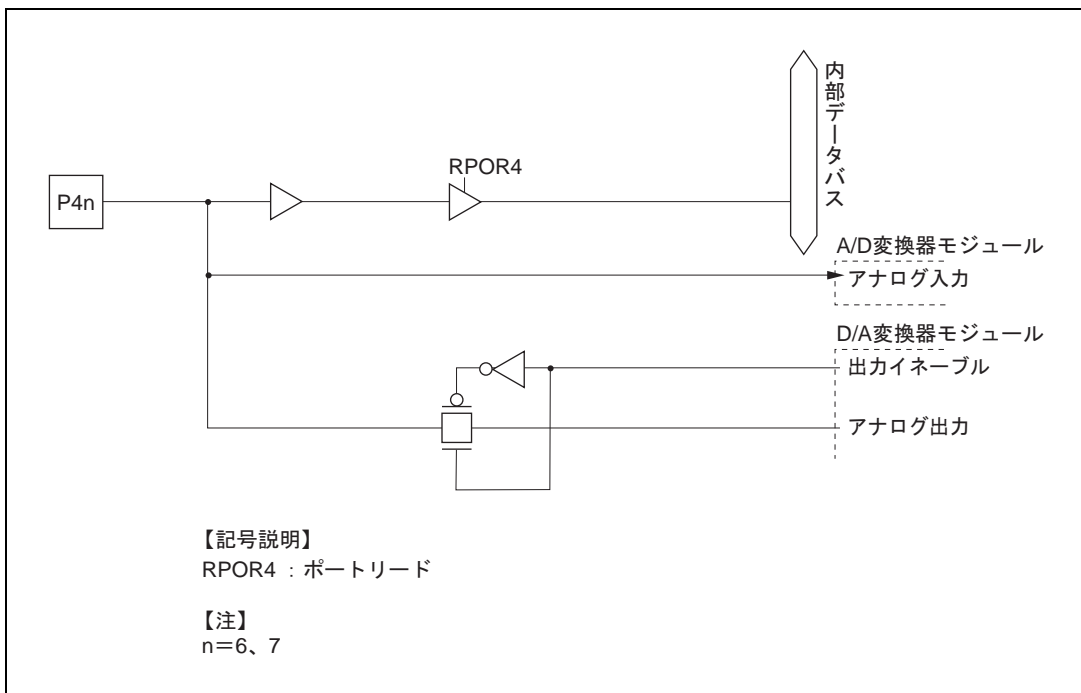 内部データバス
RPOR4
P4n
A/D変換器モジュール
アナログ入力
D/A変換器モジュール
出力イネーブル
アナログ出力
【記号説明】
RPOR4 : ポートリード
【注】
n=6、7